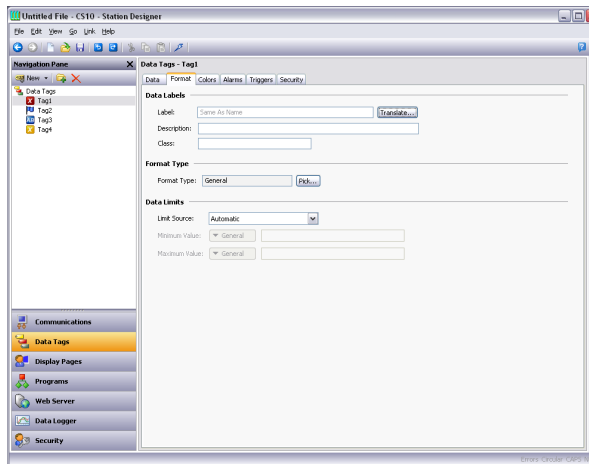 Untitled File - CS10 - Station Designer
File Edit View Go Link Help
Navigation Pane X
New
Data Tags
Tag1
Tag2
Tag3
Tag4
Communications
Data Tags
Display Pages
Programs
Web Server
Data Logger
Security
Data Tags - Tag1
Data Format Colors Alarms Triggers Security
Data Labels
Label: Same As Name Translate...
Description:
Class:
Format Type
Format Type: General Pick...
Data Limits
Limit Source: Automatic
Minimum Value: General
Maximum Value: General
Errors Circular CAPS